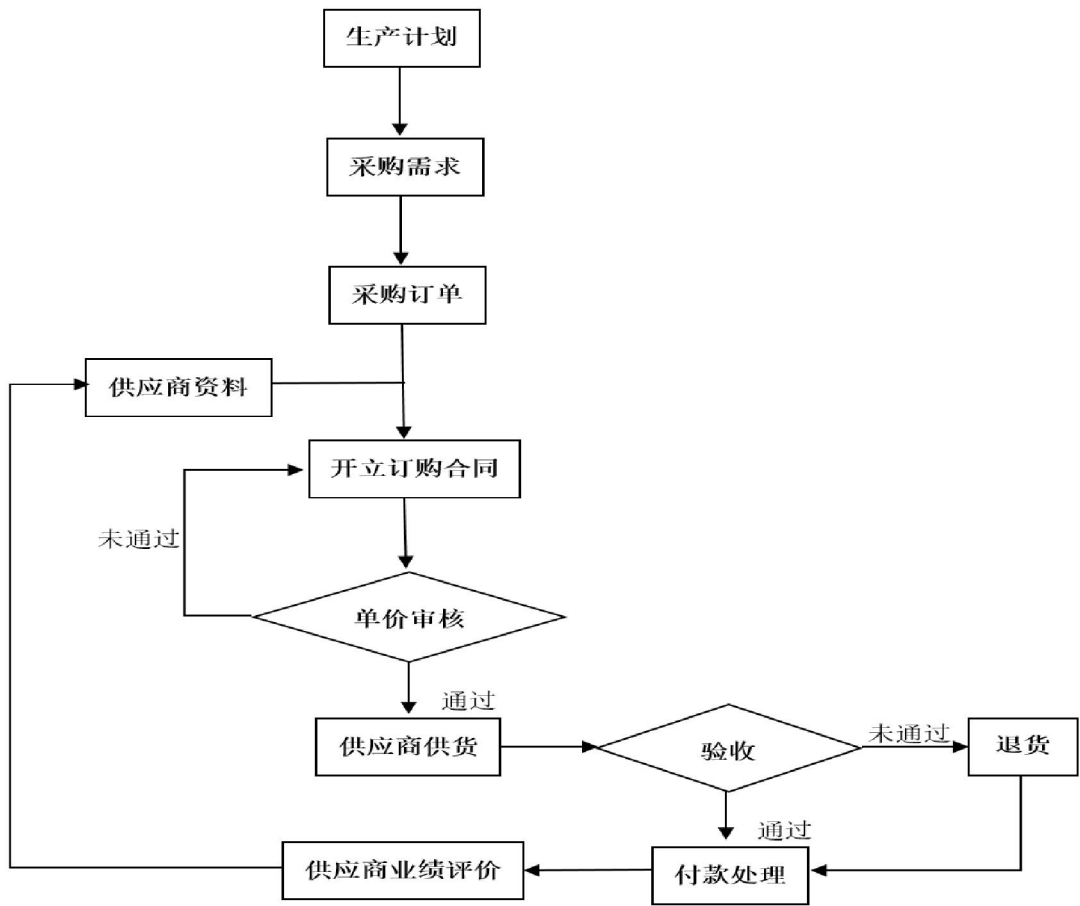 生产计划
采购需求
采购订单
供应商资料
开立订购合同
未通过
单价审核
通过
供应商供货
验收
未通过
退货
通过
供应商业绩评价
付款处理